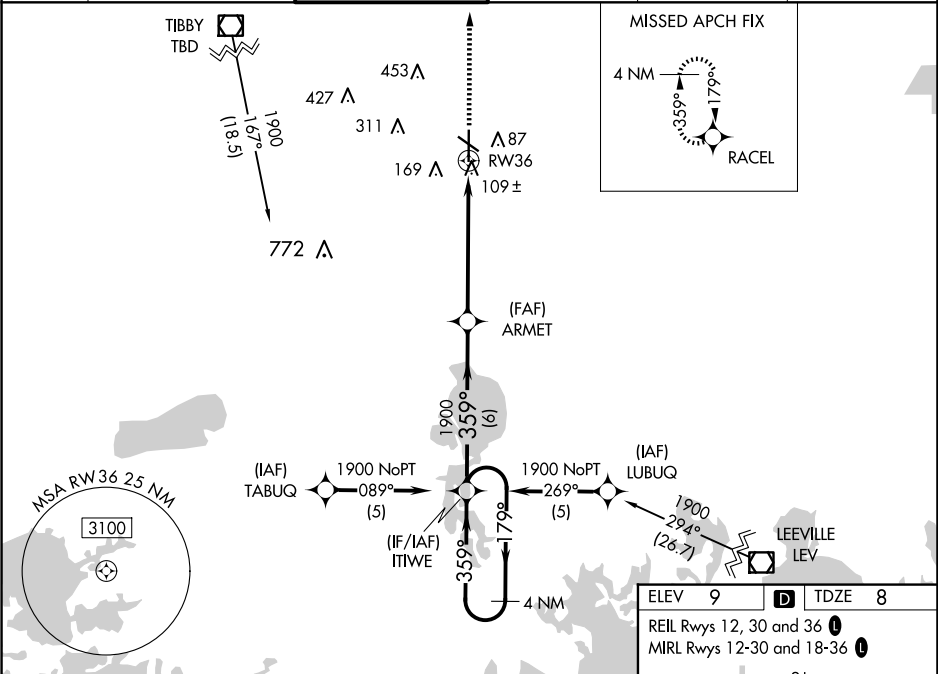 TIBBY
TBD
1900
167°
(18.5)
453
427
311
87
RW36
169
109±
772
MISSED APCH FIX
4 NM
359°
179°
RACEL
(FAF)
ARMET
1900
359°
(6)
(IAF)
TABUQ
1900 NoPT
089°
(5)
(IF/IAF)
ITIWE
1900 NoPT
269°
(5)
(IAF)
LUBUQ
1900
294°
(26.7)
LEEVILLE
LEV
359°
179°
4 NM
MSA RW36 25 NM
3100
ELEV 9 D TDZE 8
REIL Rwys 12, 30 and 36 L
MIRL Rwys 12-30 and 18-36 L